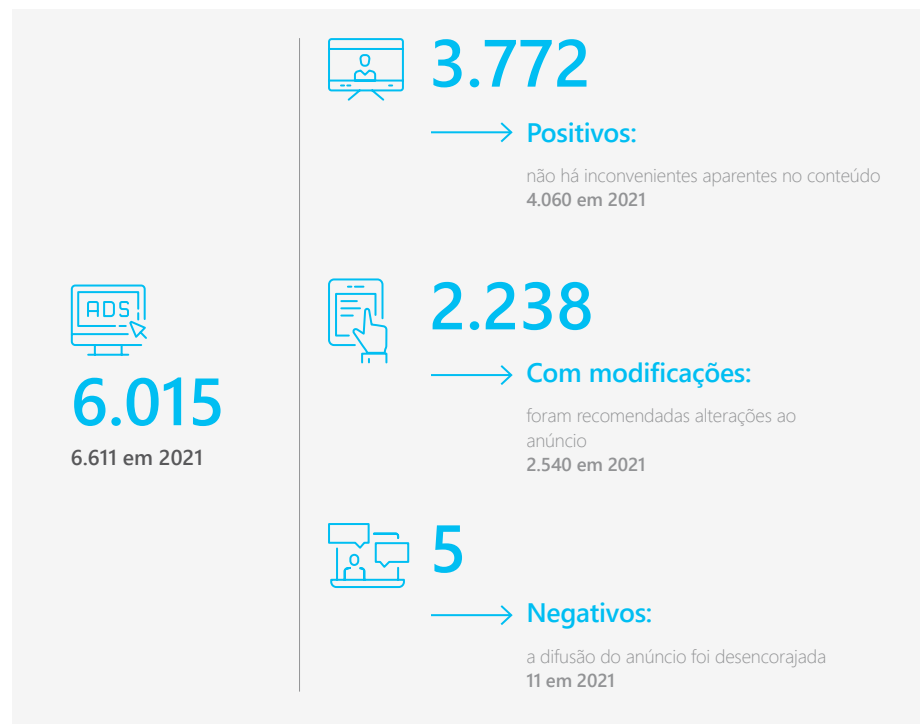 ADS
6.015
6.611 em 2021
3.772
Positivos:
não há inconvenientes aparentes no conteúdo
4.060 em 2021
2.238
Com modificações:
foram recomendadas alterações ao
anúncio
2.540 em 2021
5
Negativos:
a difusão do anúncio foi desencorajada
11 em 2021